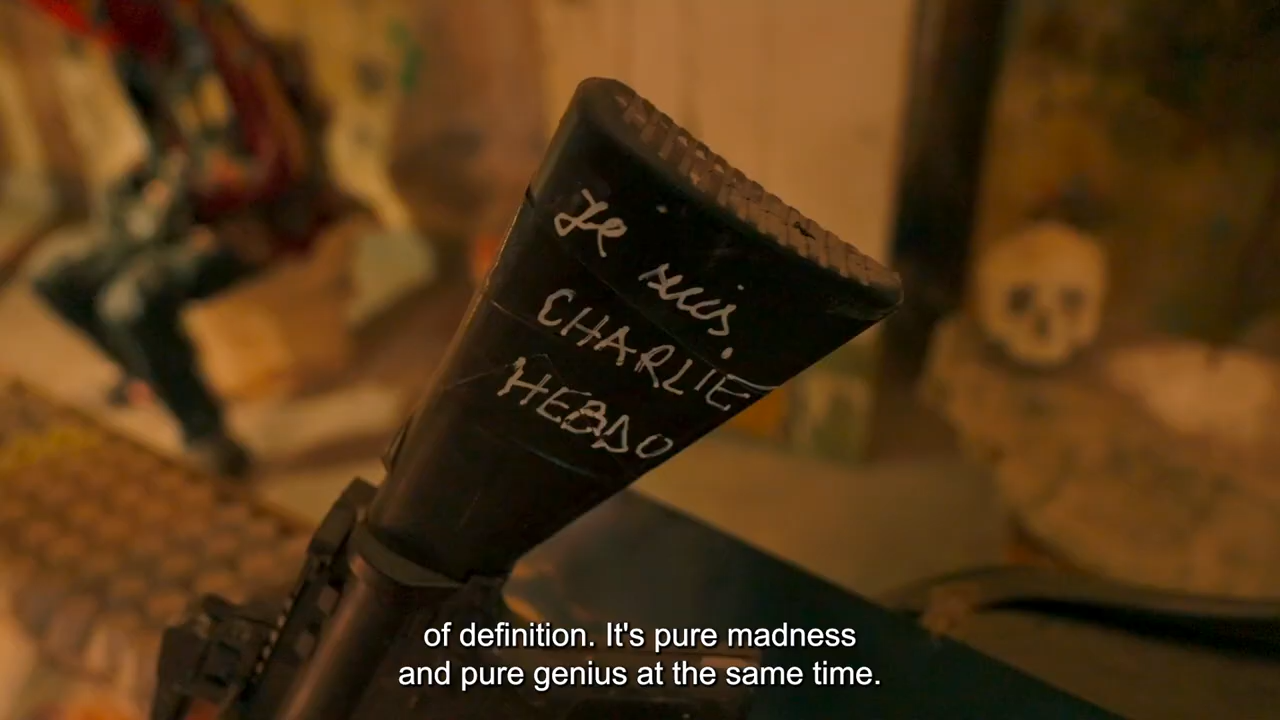 Je suis
CHARLIE
HEBDO
of definition. It's pure madness
and pure genius at the same time.